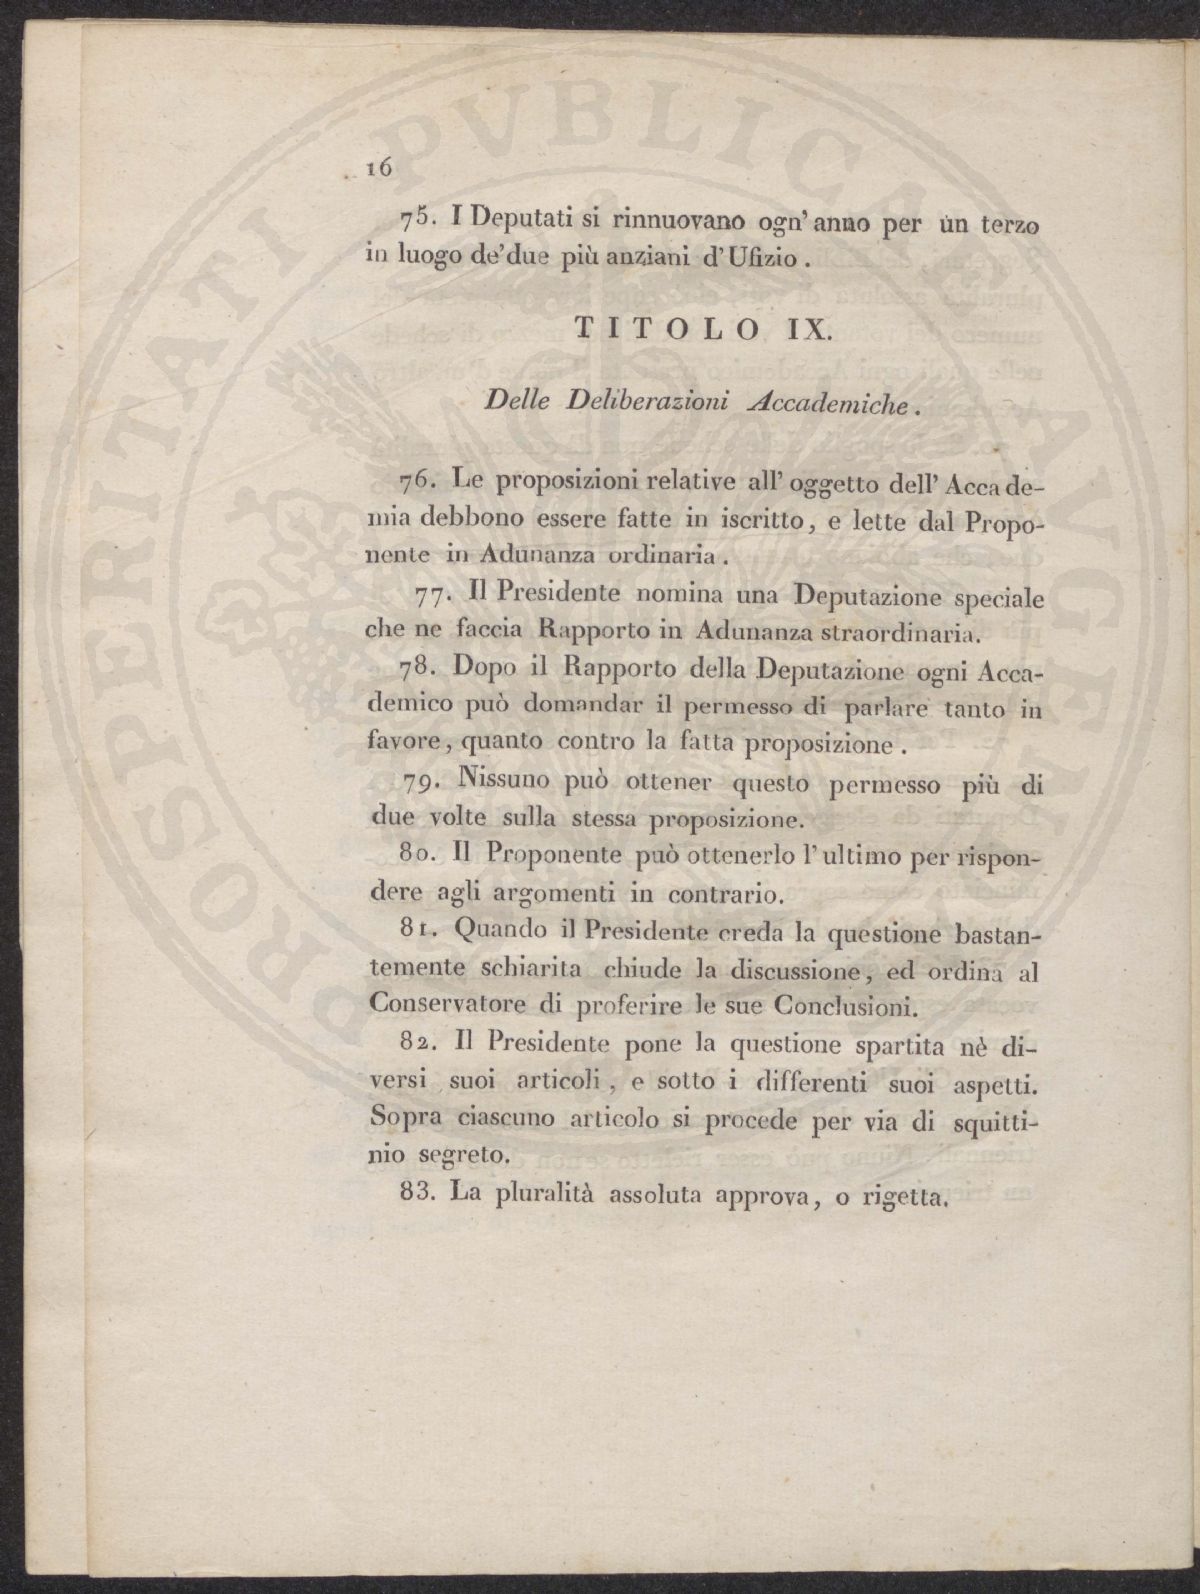 16
75. I Deputati si rinnuovano ogn' anno per un terzo
in luogo de' due più anziani d' Ufizio .
TITOLO IX.
Delle Deliberazioni Accademiche .
76. Le proposizioni relative all' oggetto dell' Accade-
mia debbono essere fatte in iscritto, e lette dal Propo-
nente in Adunanza ordinaria .
77. Il Presidente nomina una Deputazione speciale
che ne faccia Rapporto in Adunanza straordinaria.
78. Dopo il Rapporto della Deputazione ogni Acca-
demico può domandar il permesso di parlare tanto in
favore, quanto contro la fatta proposizione .
79. Nissuno può ottener questo permesso più di
due volte sulla stessa proposizione.
80. Il Proponente può ottenerlo l' ultimo per rispon-
dere agli argomenti in contrario.
81. Quando il Presidente creda la questione bastan-
temente schiarita chiude la discussione, ed ordina al
Conservatore di proferire le sue Conclusioni.
82. Il Presidente pone la questione spartita nè di-
versi suoi articoli, e sotto i differenti suoi aspetti.
Sopra ciascuno articolo si procede per via di squitti-
nio segreto.
83. La pluralità assoluta approva, o rigetta.
PROSPERITATI PVBLICAE AVGENDAE